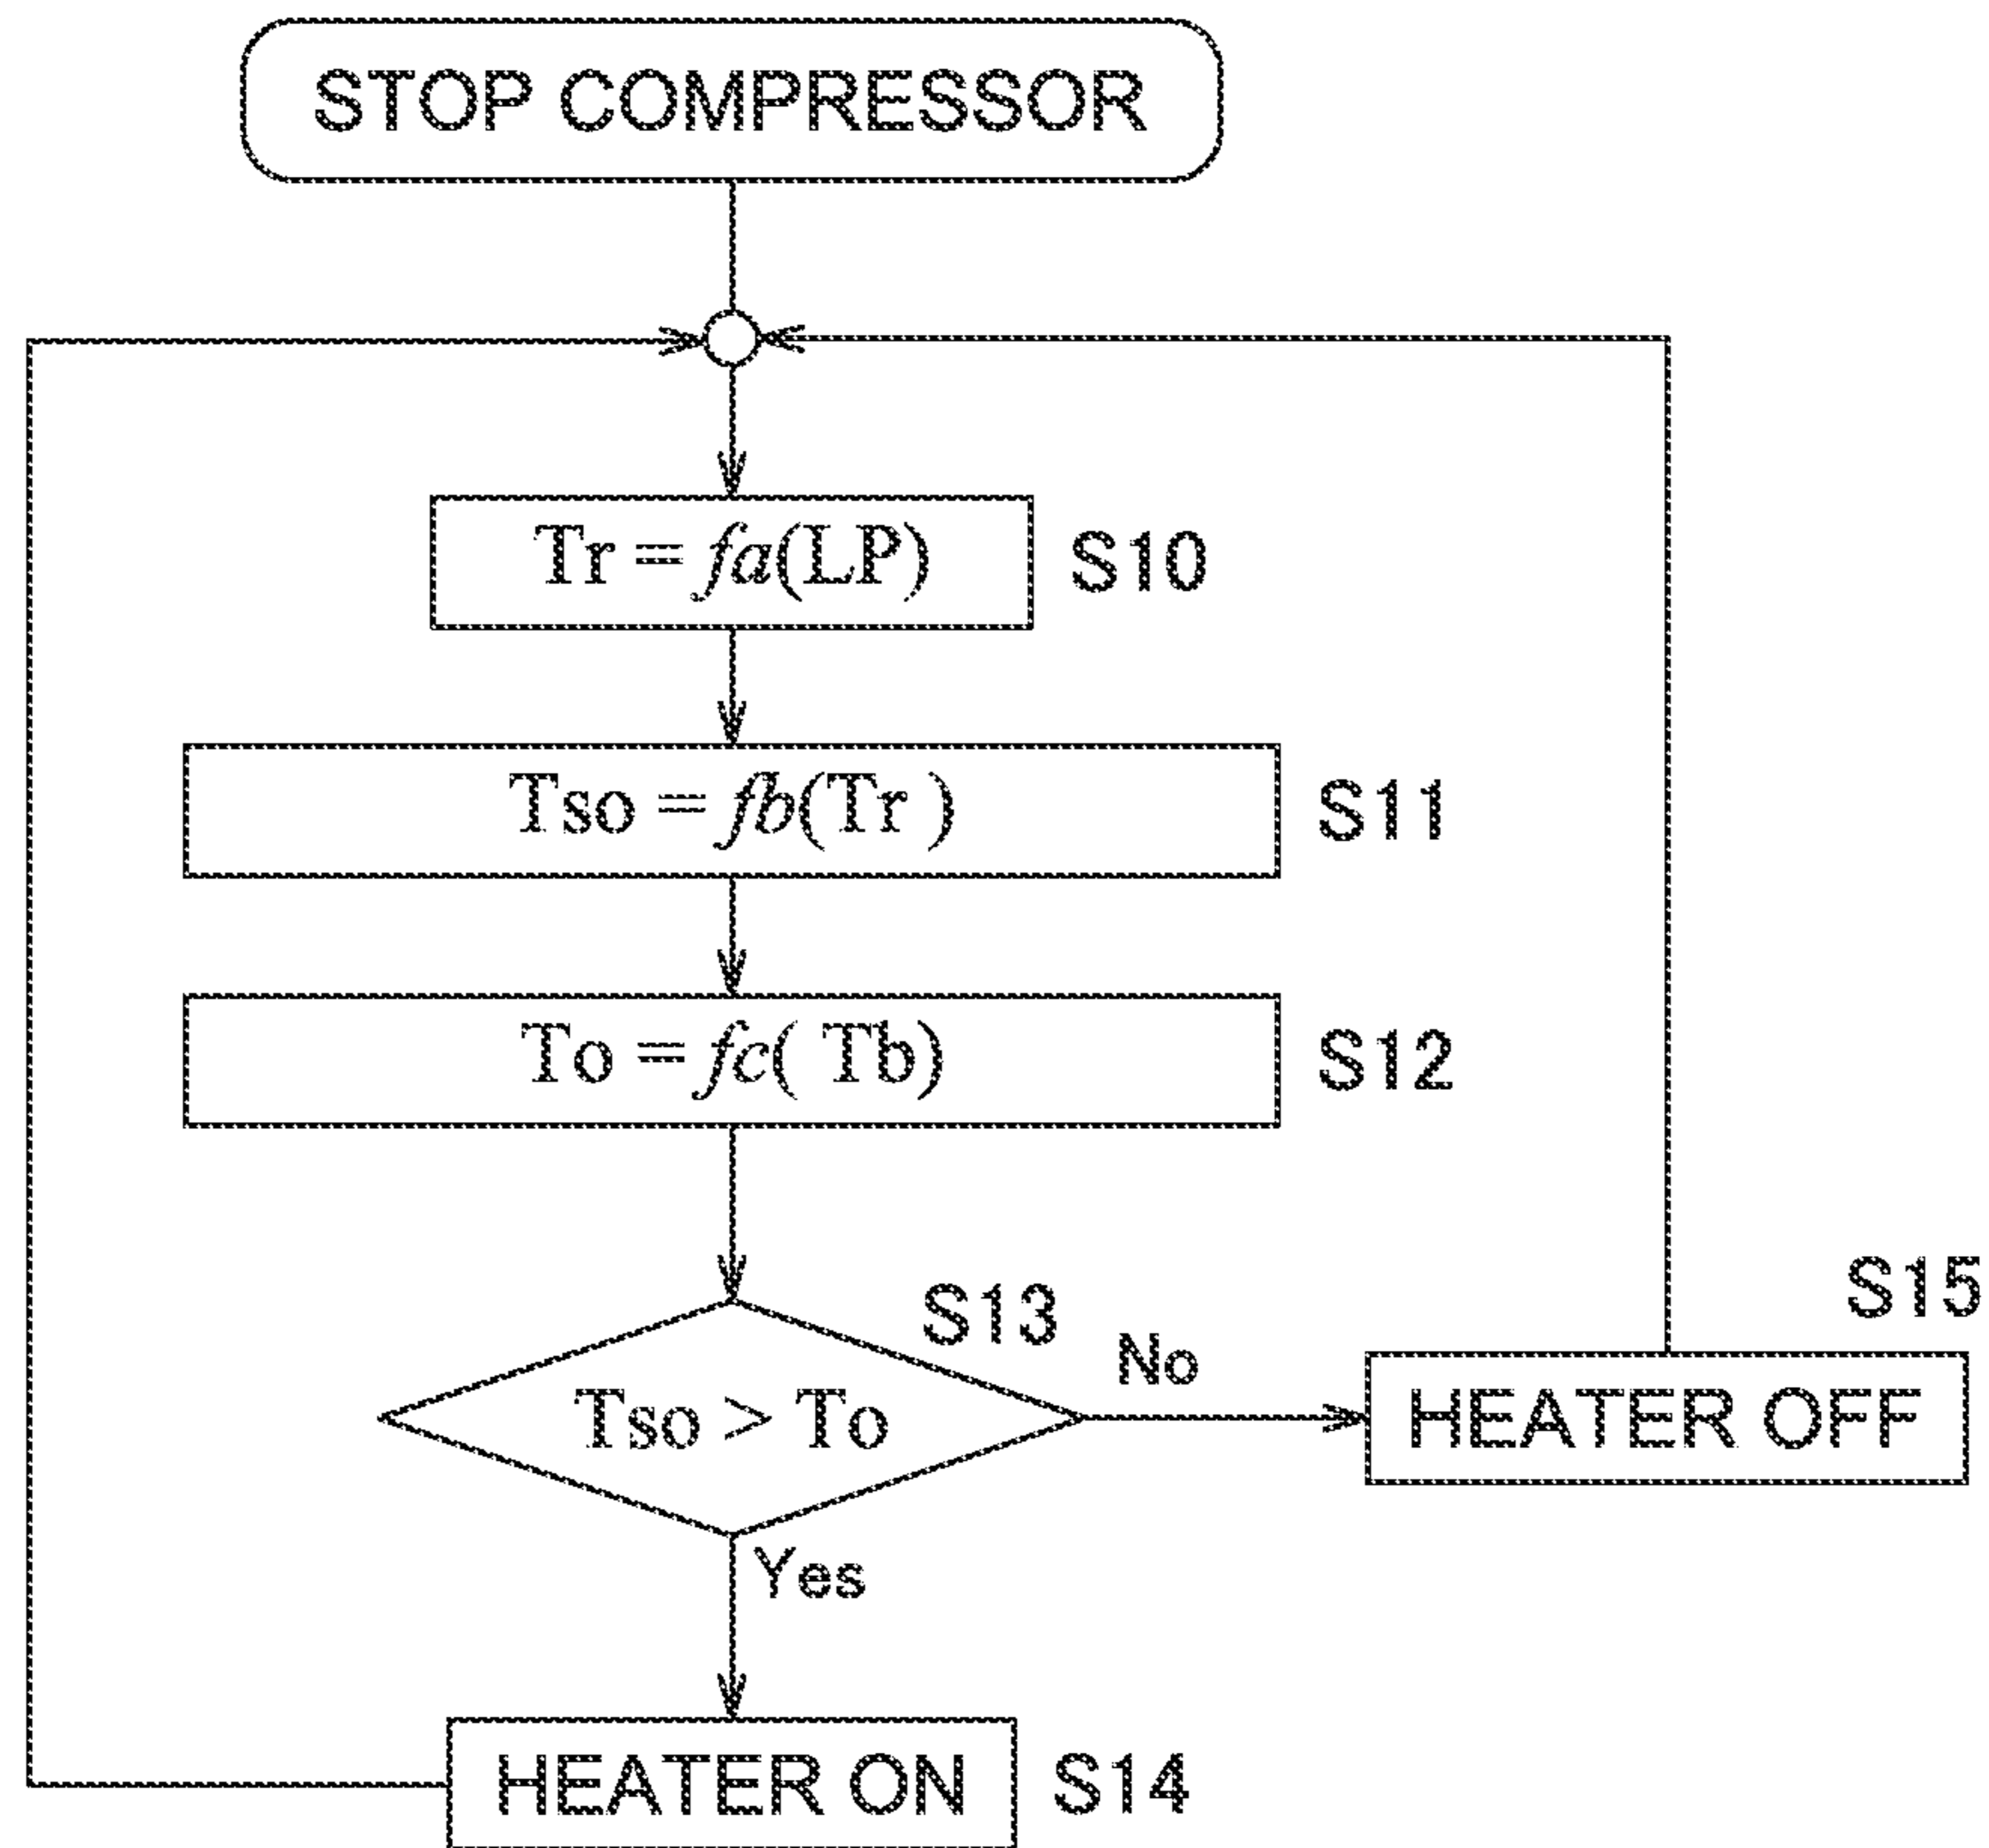 STOP COMPRESSOR
Tr = fa(LP)
S10
Tso = fb(Tr )
S11
To = fc( Tb)
S12
S13
Tso > To
No
S15
HEATER OFF
Yes
HEATER ON
S14